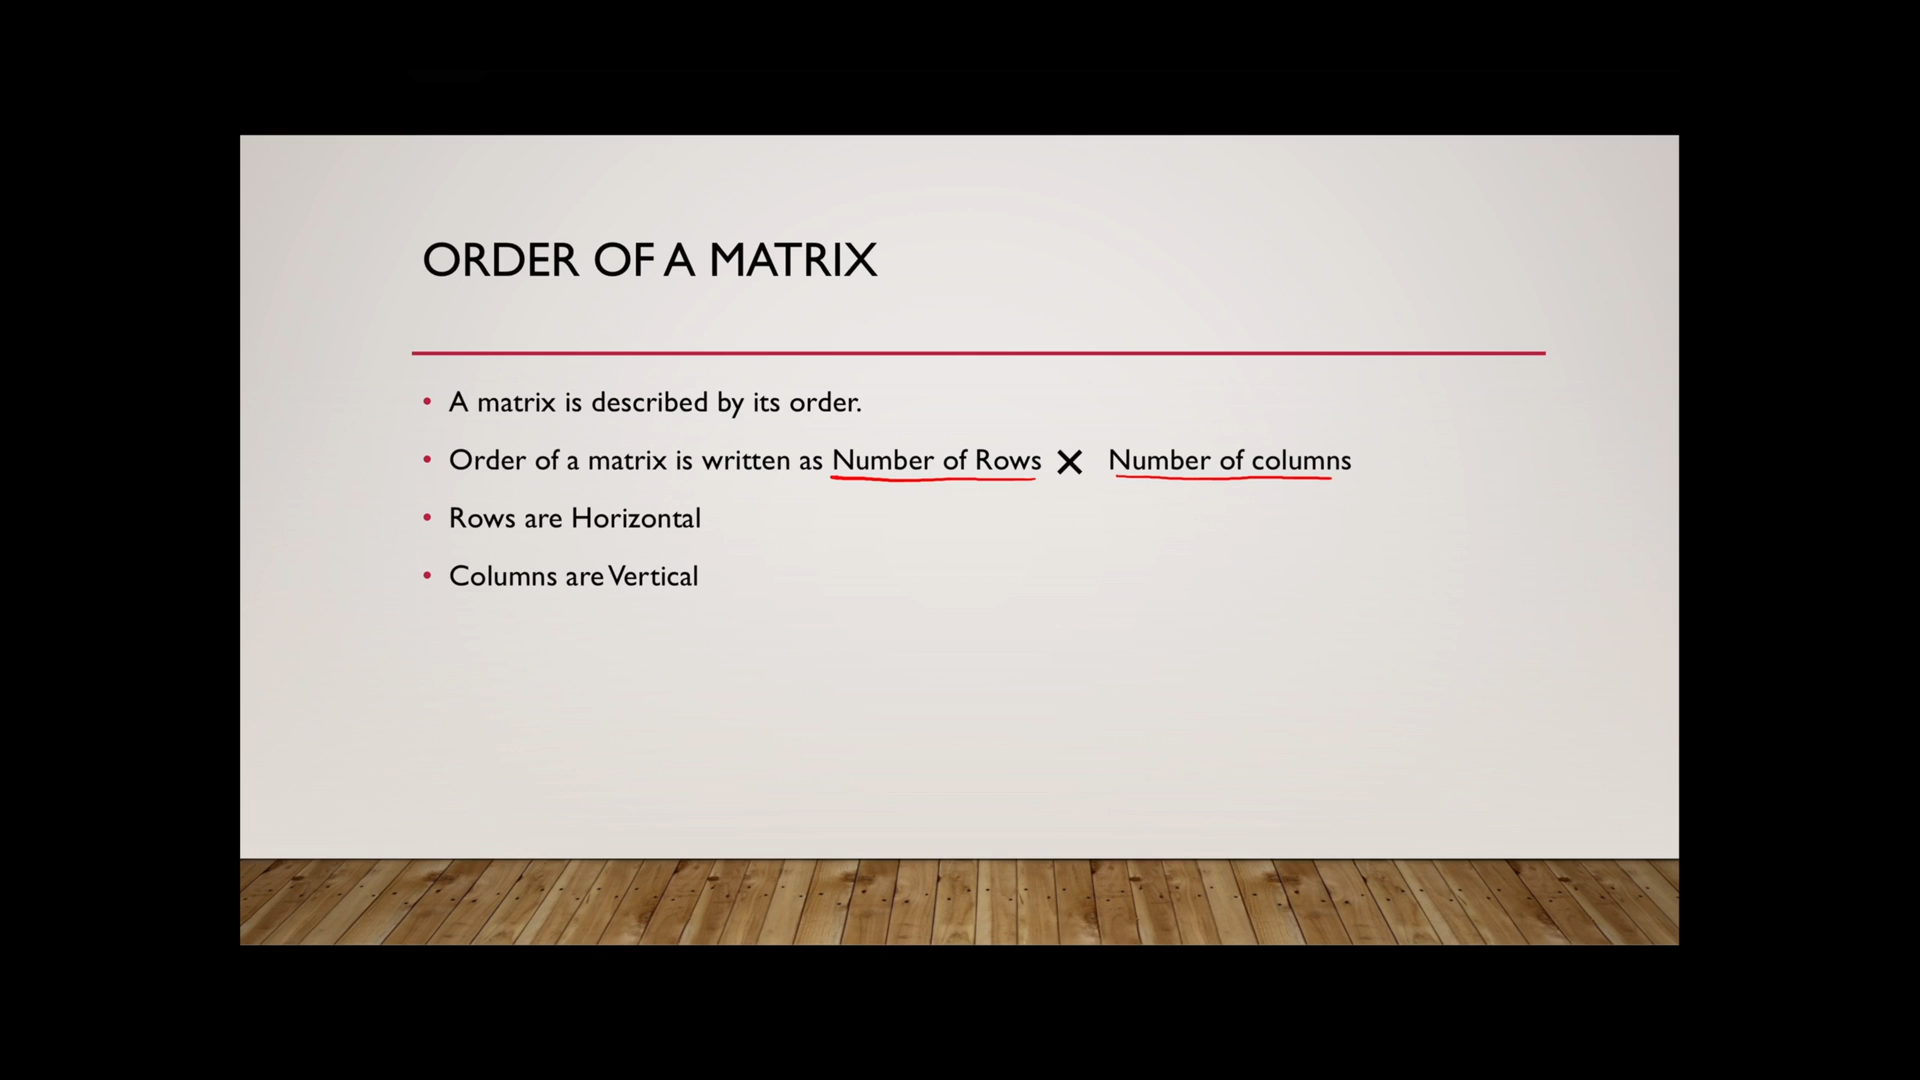 ORDER OF A MATRIX
• A matrix is described by its order.
• Order of a matrix is written as Number of Rows × Number of columns
• Rows are Horizontal
• Columns are Vertical